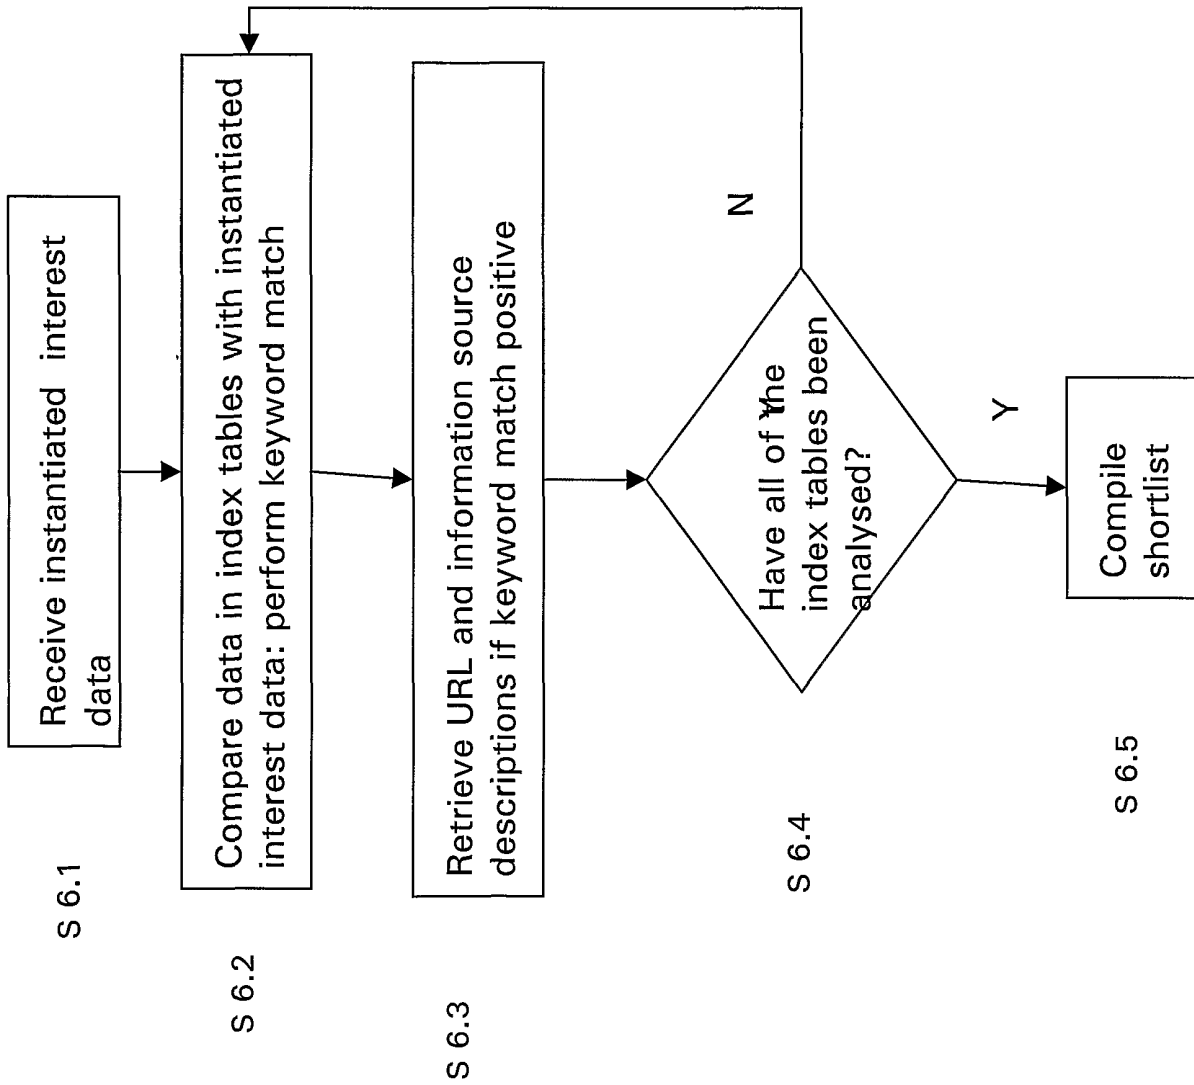 s 6.1
Receive instantiated interest
data
s 6.2
Compare data in index tables with instantiated
interest data: perform keyword match
s 6.3
Retrieve URL and information source
descriptions if keyword match positive
s 6.4
Have all of the
index tables been
analysed?
N
Y
s 6.5
Compile
shortlist